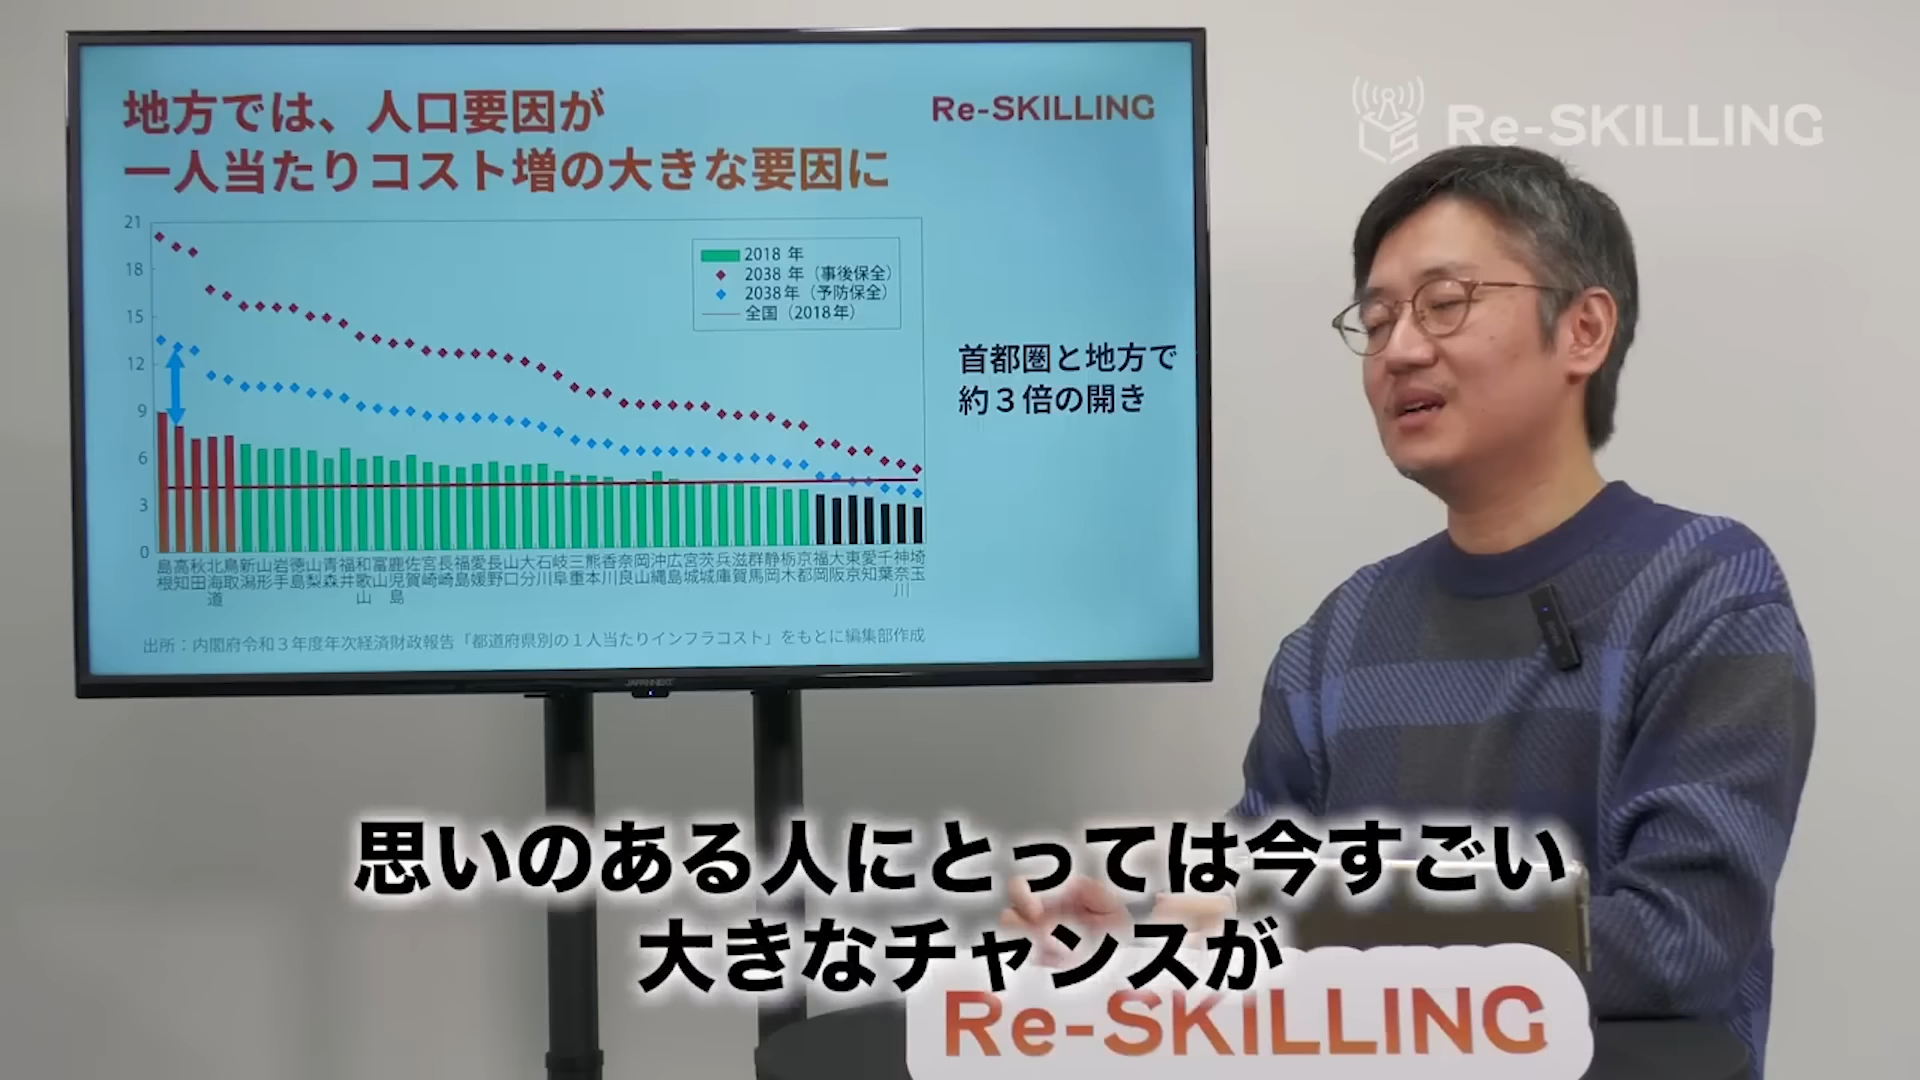 地方では、人口要因が
一人当たりコスト増の大きな要因に
Re-SKILLING
Re-SKILLING
21
18
15
12
9
6
3
0
2018 年
2038 年（事後保全）
2038年（予防保全）
全国（2018年）
首都圏と地方で
約３倍の開き
島根
高知
秋田
北海道
鳥取
新潟
山形
岩手
徳島
山梨
青森
福井
和歌山
富山
鹿児島
佐賀
宮崎
長崎
福島
愛媛
長野
山口
大分
石川
岐阜
三重
熊本
香川
奈良
岡山
沖縄
広島
宮城
茨城
兵庫
滋賀
群馬
静岡
栃木
京都
福岡
大阪
東京
愛知
千葉
神奈川
埼玉
出所：内閣府令和３年度年次経済財政報告「都道府県別の１人当たりインフラコスト」をもとに編集部作成
JAPANNEXT
思いのある人にとっては今すごい
大きなチャンスが
Re-SKILLING